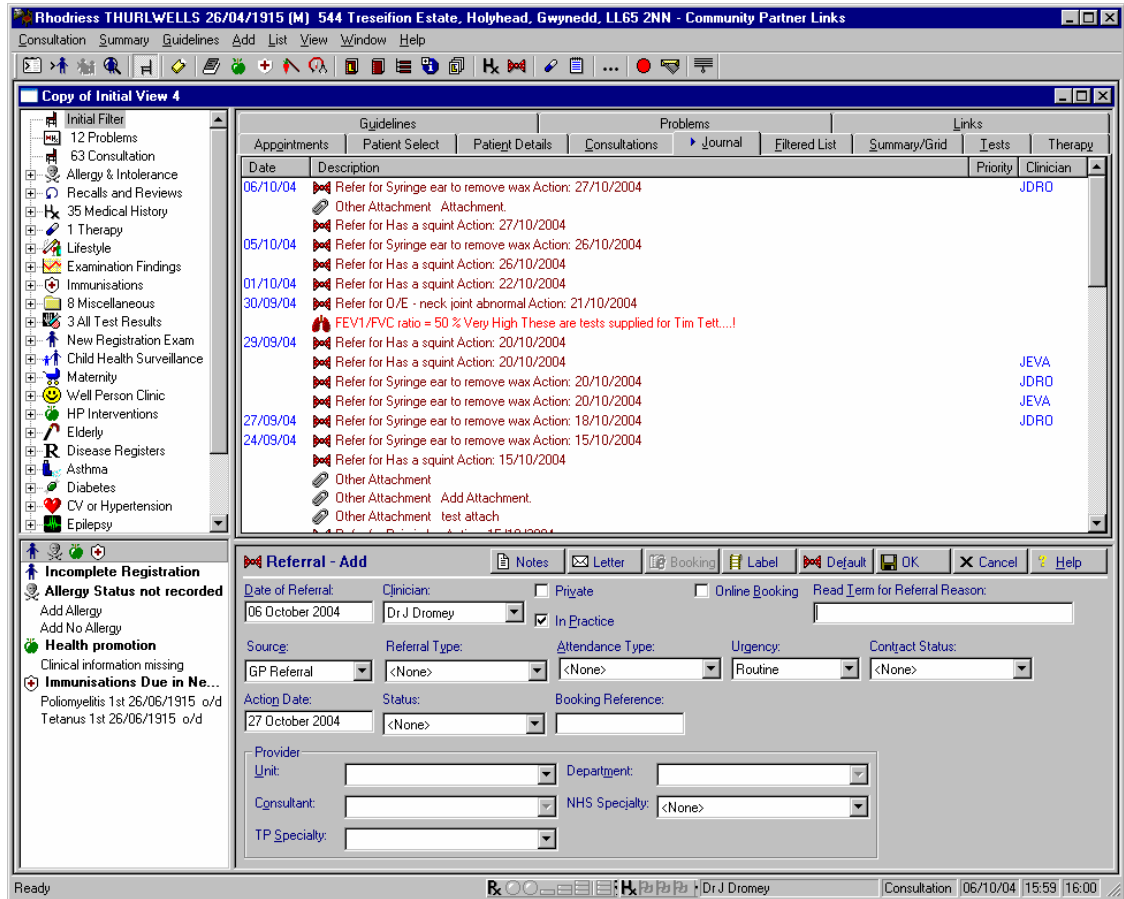 Rhodriess THURLWELLS 26/04/1915 (M) 544 Treseifion Estate, Holyhead, Gwynedd, LL65 2NN - Community Partner Links
Consultation Summary Guidelines Add List View Window Help
Copy of Initial View 4
Initial Filter
12 Problems
63 Consultation
Allergy & Intolerance
Recalls and Reviews
35 Medical History
1 Therapy
Lifestyle
Examination Findings
Immunisations
8 Miscellaneous
3 All Test Results
New Registration Exam
Child Health Surveillance
Maternity
Well Person Clinic
HP Interventions
Elderly
Disease Registers
Asthma
Diabetes
CV or Hypertension
Epilepsy
Guidelines Problems Links
Appointments Patient Select Patient Details Consultations Journal Filtered List Summary/Grid Tests Therapy
Date Description Priority Clinician
06/10/04 Refer for Syringe ear to remove wax Action: 27/10/2004 JDRO
Other Attachment Attachment.
Refer for Has a squint Action: 27/10/2004
05/10/04 Refer for Syringe ear to remove wax Action: 26/10/2004
Refer for Has a squint Action: 26/10/2004
01/10/04 Refer for Has a squint Action: 22/10/2004
30/09/04 Refer for O/E - neck joint abnormal Action: 21/10/2004
FEV1/FVC ratio = 50 % Very High These are tests supplied for Tim Tett....!
29/09/04 Refer for Has a squint Action: 20/10/2004
Refer for Has a squint Action: 20/10/2004 JEVA
Refer for Syringe ear to remove wax Action: 20/10/2004 JDRO
Refer for Syringe ear to remove wax Action: 20/10/2004 JEVA
27/09/04 Refer for Syringe ear to remove wax Action: 18/10/2004 JDRO
24/09/04 Refer for Syringe ear to remove wax Action: 15/10/2004
Refer for Has a squint Action: 15/10/2004
Other Attachment
Other Attachment Add Attachment.
Other Attachment test attach
Incomplete Registration
Allergy Status not recorded
Add Allergy
Add No Allergy
Health promotion
Clinical information missing
Immunisations Due in Ne...
Poliomyelitis 1st 26/06/1915 o/d
Tetanus 1st 26/06/1915 o/d
Referral - Add Notes Letter Booking Label Default OK Cancel Help
Date of Referral: Clinician: Private Online Booking Read Term for Referral Reason:
06 October 2004 Dr J Dromey In Practice
Source: Referral Type: Attendance Type: Urgency: Contract Status:
GP Referral <None> <None> Routine <None>
Action Date: Status: Booking Reference:
27 October 2004 <None>
Provider
Unit: Department:
Consultant: NHS Specialty: <None>
TP Specialty:
Ready Dr J Dromey Consultation 06/10/04 15:59 16:00